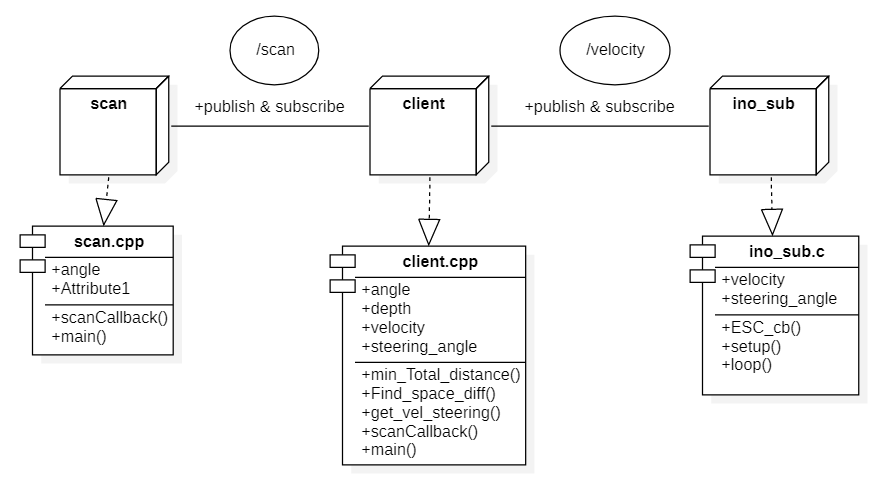 /scan
/velocity
scan
+publish & subscribe
client
+publish & subscribe
ino_sub
scan.cpp
+angle
+Attribute1
+scanCallback()
+main()
client.cpp
+angle
+depth
+velocity
+steering_angle
+min_Total_distance()
+Find_space_diff()
+get_vel_steering()
+scanCallback()
+main()
ino_sub.c
+velocity
+steering_angle
+ESC_cb()
+setup()
+loop()